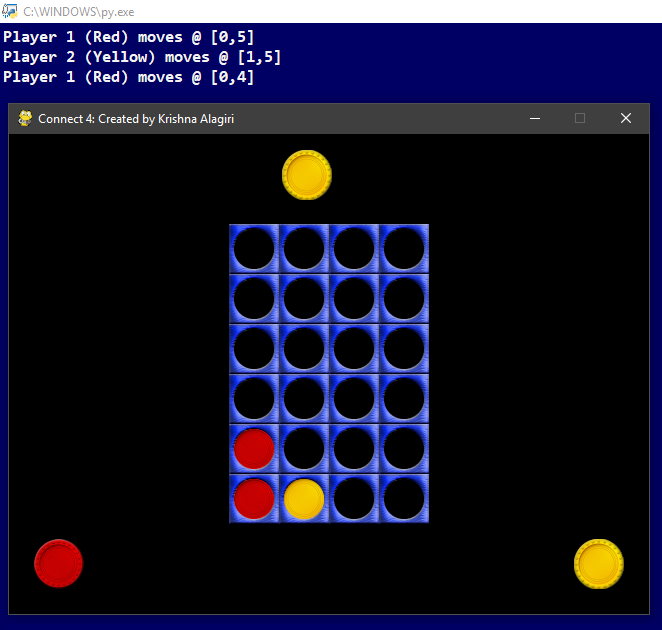 C:\WINDOWS\py.exe
Player 1 (Red) moves @ [0,5]
Player 2 (Yellow) moves @ [1,5]
Player 1 (Red) moves @ [0,4]
Connect 4: Created by Krishna Alagiri